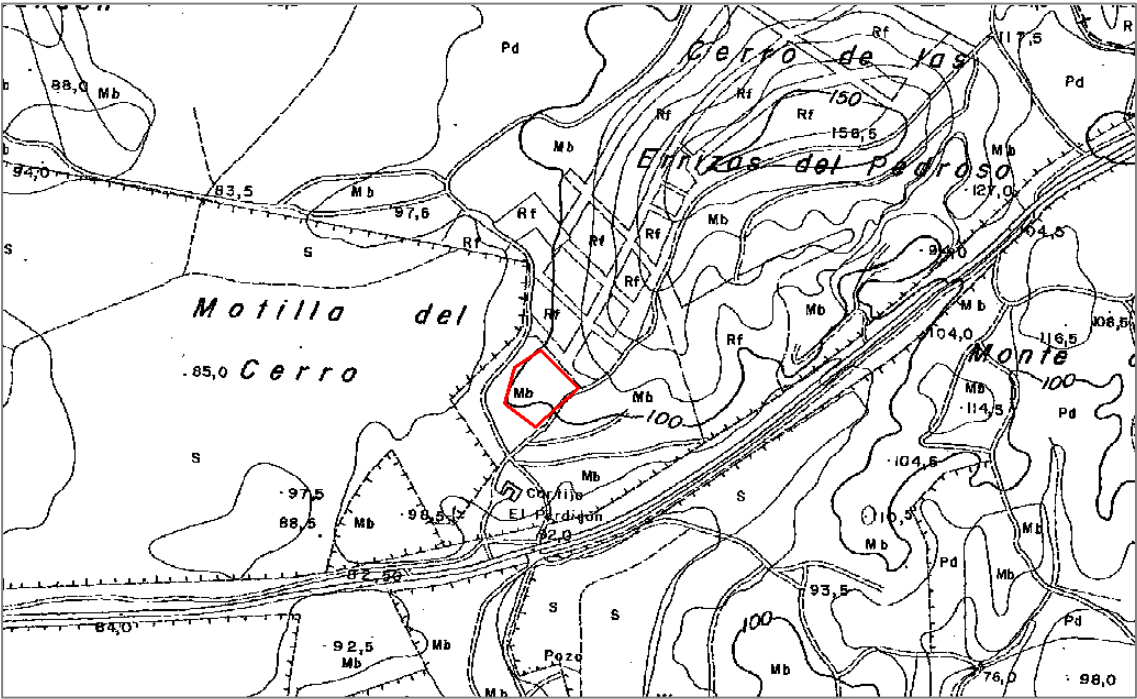 Rf
117,5
R
Cerro de las
Pd
88,0
Mb
Pd
Rf
150
Rf
Rf
156,5
Mb
Errizas del Pedroso
Mb
94,0
83,5
Mb
97,6
Rf
Mb
127,0
Rf
Rf
Rf
104,5
S
S
94,0
Rf
Motilla del
Rf
Mb
Mb
108,5
Rf
104,0
116,5
Monte
85,0
Cerro
Mb
Mb
100
Mb
100
114,5
Pd
S
Mb
104,5
97,5
Cortijo
S
88,5
Mb
98,5
El Perdigón
92,0
110,5
Mb
Mb
82,50
Pd
Mb
93,5
84,0
S
S
100
Pd
92,5
Mb
Mb
Pozo
Mb
Mb
76,0
98,0